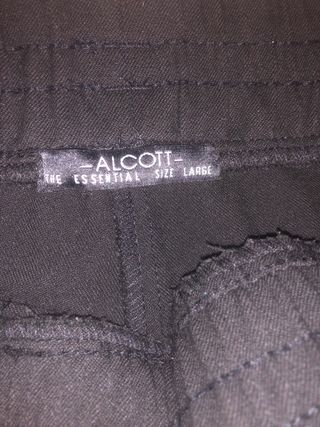 -ALCOTT-
THE ESSENTIAL SIZE LARGE